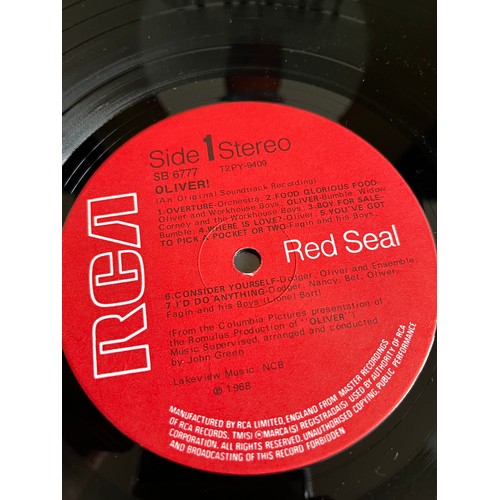 RCA
Side 1 Stereo
SB 6777 T2PY-9409
OLIVER!
(An Original Soundtrack Recording)
1.OVERTURE-Orchestra; 2.FOOD GLORIOUS FOOD-
Oliver and Workhouse Boys, OLIVER-Bumble, Widow
Corney and the Workhouse Boys; 3.BOY FOR SALE-
Bumble; 4.WHERE IS LOVE?-Oliver; 5.YOU'VE GOT
TO PICK A POCKET OR TWO-Fagin and his Boys.
Red Seal
6.CONSIDER YOURSELF-Dodger, Oliver and Ensemble,
7.I'D DO ANYTHING-Dodger, Nancy, Bet, Oliver,
Fagin and his Boys (Lionel Bart)
(From the Columbia Pictures presentation of
the Romulus Production of "OLIVER")
Music Supervised, arranged and conducted
by John Green
Lakeview Music; NCB
℗ 1968
MANUFACTURED BY RCA LIMITED, ENGLAND FROM MASTER RECORDINGS
OF RCA RECORDS. TM(S) ® MARCA(S) REGISTRADA(S) USED BY AUTHORITY OF RCA
CORPORATION. ALL RIGHTS RESERVED. UNAUTHORISED COPYING, PUBLIC PERFORMANCE
AND BROADCASTING OF THIS RECORD FORBIDDEN